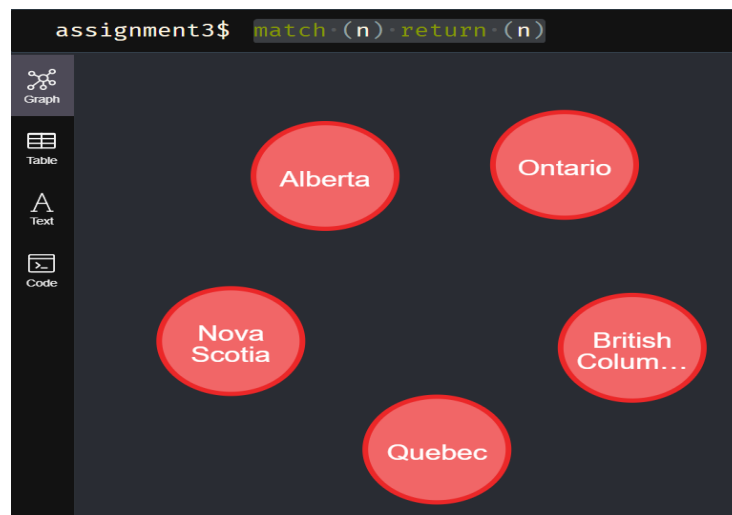 assignment3$ match (n) return (n)
Graph
Table
Text
Code
Alberta
Ontario
Nova
Scotia
British
Colum...
Quebec